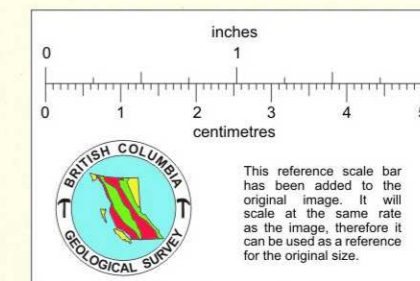 inches
0 1
0 1 2 3 4
centimetres
BRITISH COLUMBIA
GEOLOGICAL SURVEY
This reference scale bar
has been added to the
original image. It will
scale at the same rate
as the image, therefore it
can be used as a reference
for the original size.